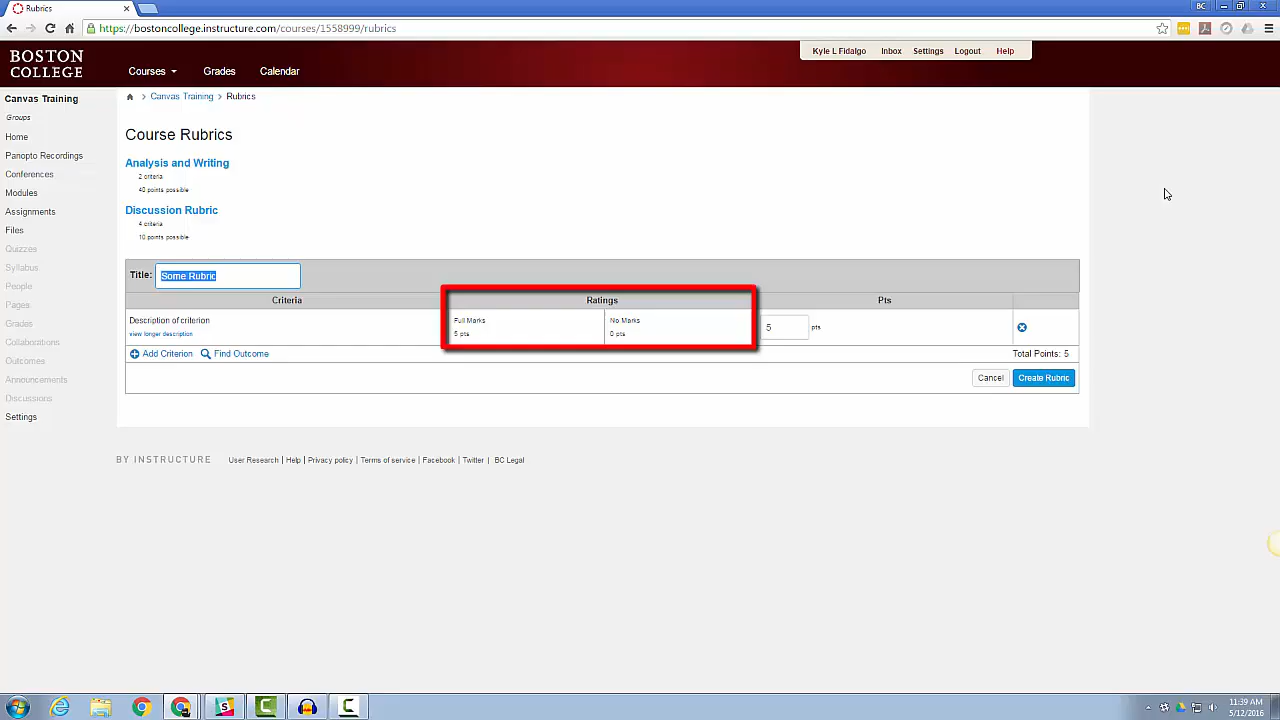 Rubrics
BC
https://bostoncollege.instructure.com/courses/1558999/rubrics
BOSTON COLLEGE
Courses Grades Calendar
Kyle L Fidalgo Inbox Settings Logout Help
Canvas Training
Groups
Home
Panopto Recordings
Conferences
Modules
Assignments
Files
Quizzes
Syllabus
People
Pages
Grades
Collaborations
Outcomes
Announcements
Discussions
Settings
Canvas Training > Rubrics
Course Rubrics
Analysis and Writing
2 criteria
40 points possible
Discussion Rubric
4 criteria
10 points possible
Title: Some Rubric
Criteria Ratings Pts
Description of criterion
view longer description
Full Marks
5 pts
No Marks
0 pts
5 pts
Add Criterion Find Outcome Total Points: 5
Cancel Create Rubric
BY INSTRUCTURE User Research | Help | Privacy policy | Terms of service | Facebook | Twitter | BC Legal
11:39 AM
5/12/2016